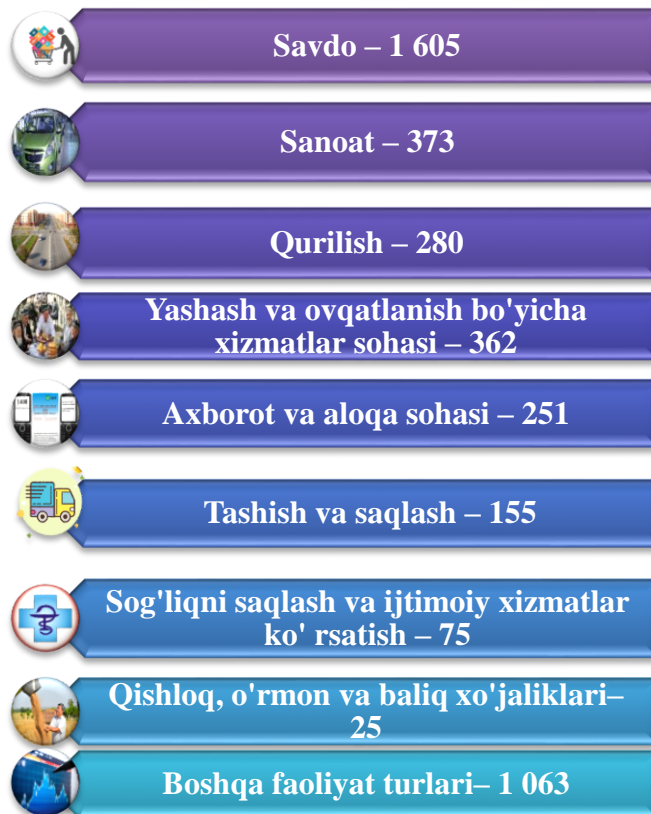 Savdo – 1 605
Sanoat – 373
Qurilish – 280
Yashash va ovqatlanish bo'yicha
xizmatlar sohasi – 362
Axborot va aloqa sohasi – 251
Tashish va saqlash – 155
Sog'liqni saqlash va ijtimoiy xizmatlar
ko' rsatish – 75
Qishloq, o'rmon va baliq xo'jaliklari–
25
Boshqa faoliyat turlari– 1 063